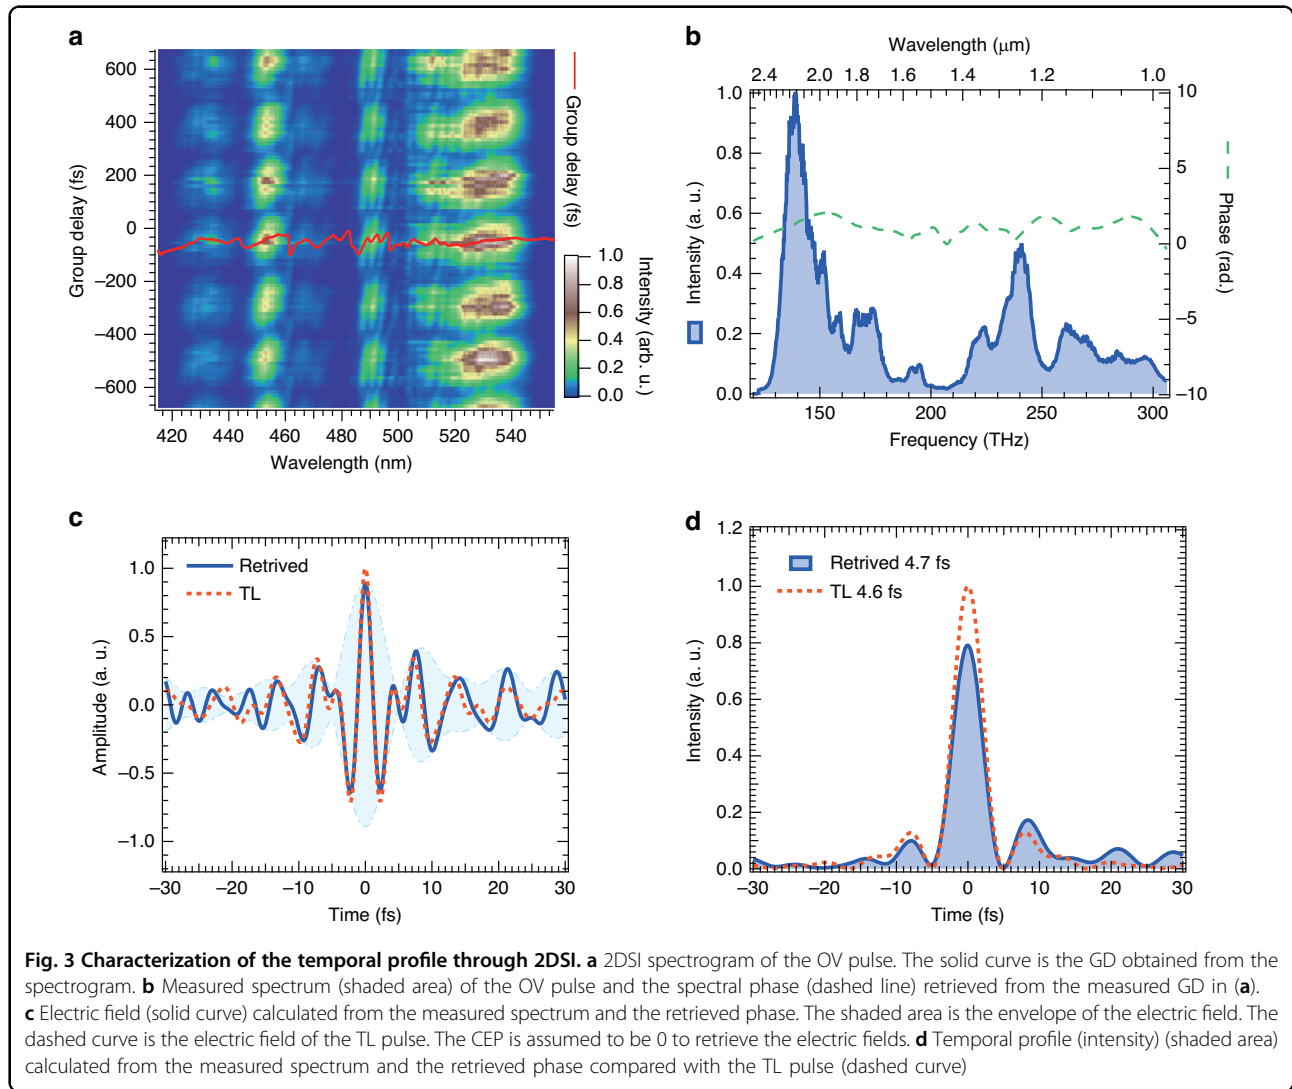 a
600
400
200
0
−200
−400
−600
Group delay (fs)
420 440 460 480 500 520 540
Wavelength (nm)
Group delay
(fs)
1.0
0.8
0.6
0.4
0.2
0.0
Intensity (arb. u.)
b
Wavelength (μm)
2.4 2.0 1.8 1.6 1.4 1.2 1.0
1.0
0.8
0.6
0.4
0.2
0.0
Intensity (a. u.)
10
5
0
−5
−10
Phase (rad.)
150 200 250 300
Frequency (THz)
c
Retrived
TL
1.0
0.5
0.0
−0.5
−1.0
Amplitude (a. u.)
−30 −20 −10 0 10 20 30
Time (fs)
d
Retrived 4.7 fs
TL 4.6 fs
1.2
1.0
0.8
0.6
0.4
0.2
0.0
Intensity (a. u.)
−30 −20 −10 0 10 20 30
Time (fs)
Fig. 3 Characterization of the temporal profile through 2DSI. a 2DSI spectrogram of the OV pulse. The solid curve is the GD obtained from the
spectrogram. b Measured spectrum (shaded area) of the OV pulse and the spectral phase (dashed line) retrieved from the measured GD in (a).
c Electric field (solid curve) calculated from the measured spectrum and the retrieved phase. The shaded area is the envelope of the electric field. The
dashed curve is the electric field of the TL pulse. The CEP is assumed to be 0 to retrieve the electric fields. d Temporal profile (intensity) (shaded area)
calculated from the measured spectrum and the retrieved phase compared with the TL pulse (dashed curve)